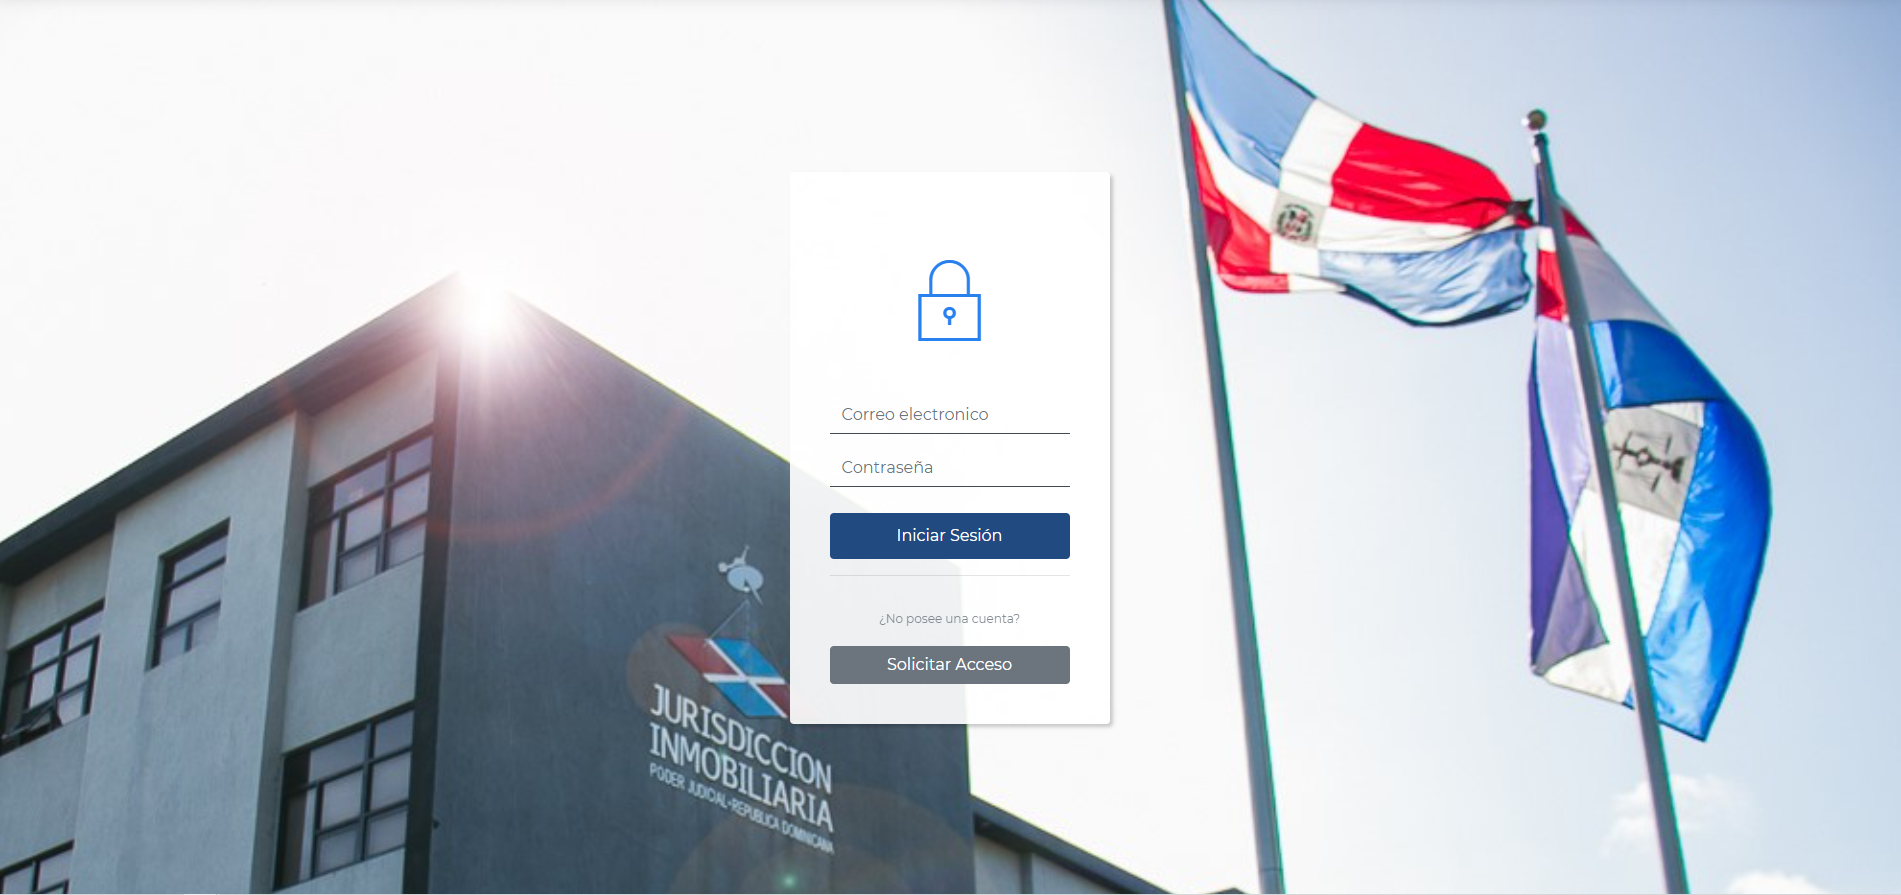 Correo electronico
Contraseña
Iniciar Sesión
¿No posee una cuenta?
Solicitar Acceso
JURISDICCION
INMOBILIARIA
PODER JUDICIAL-REPUBLICA DOMINICANA